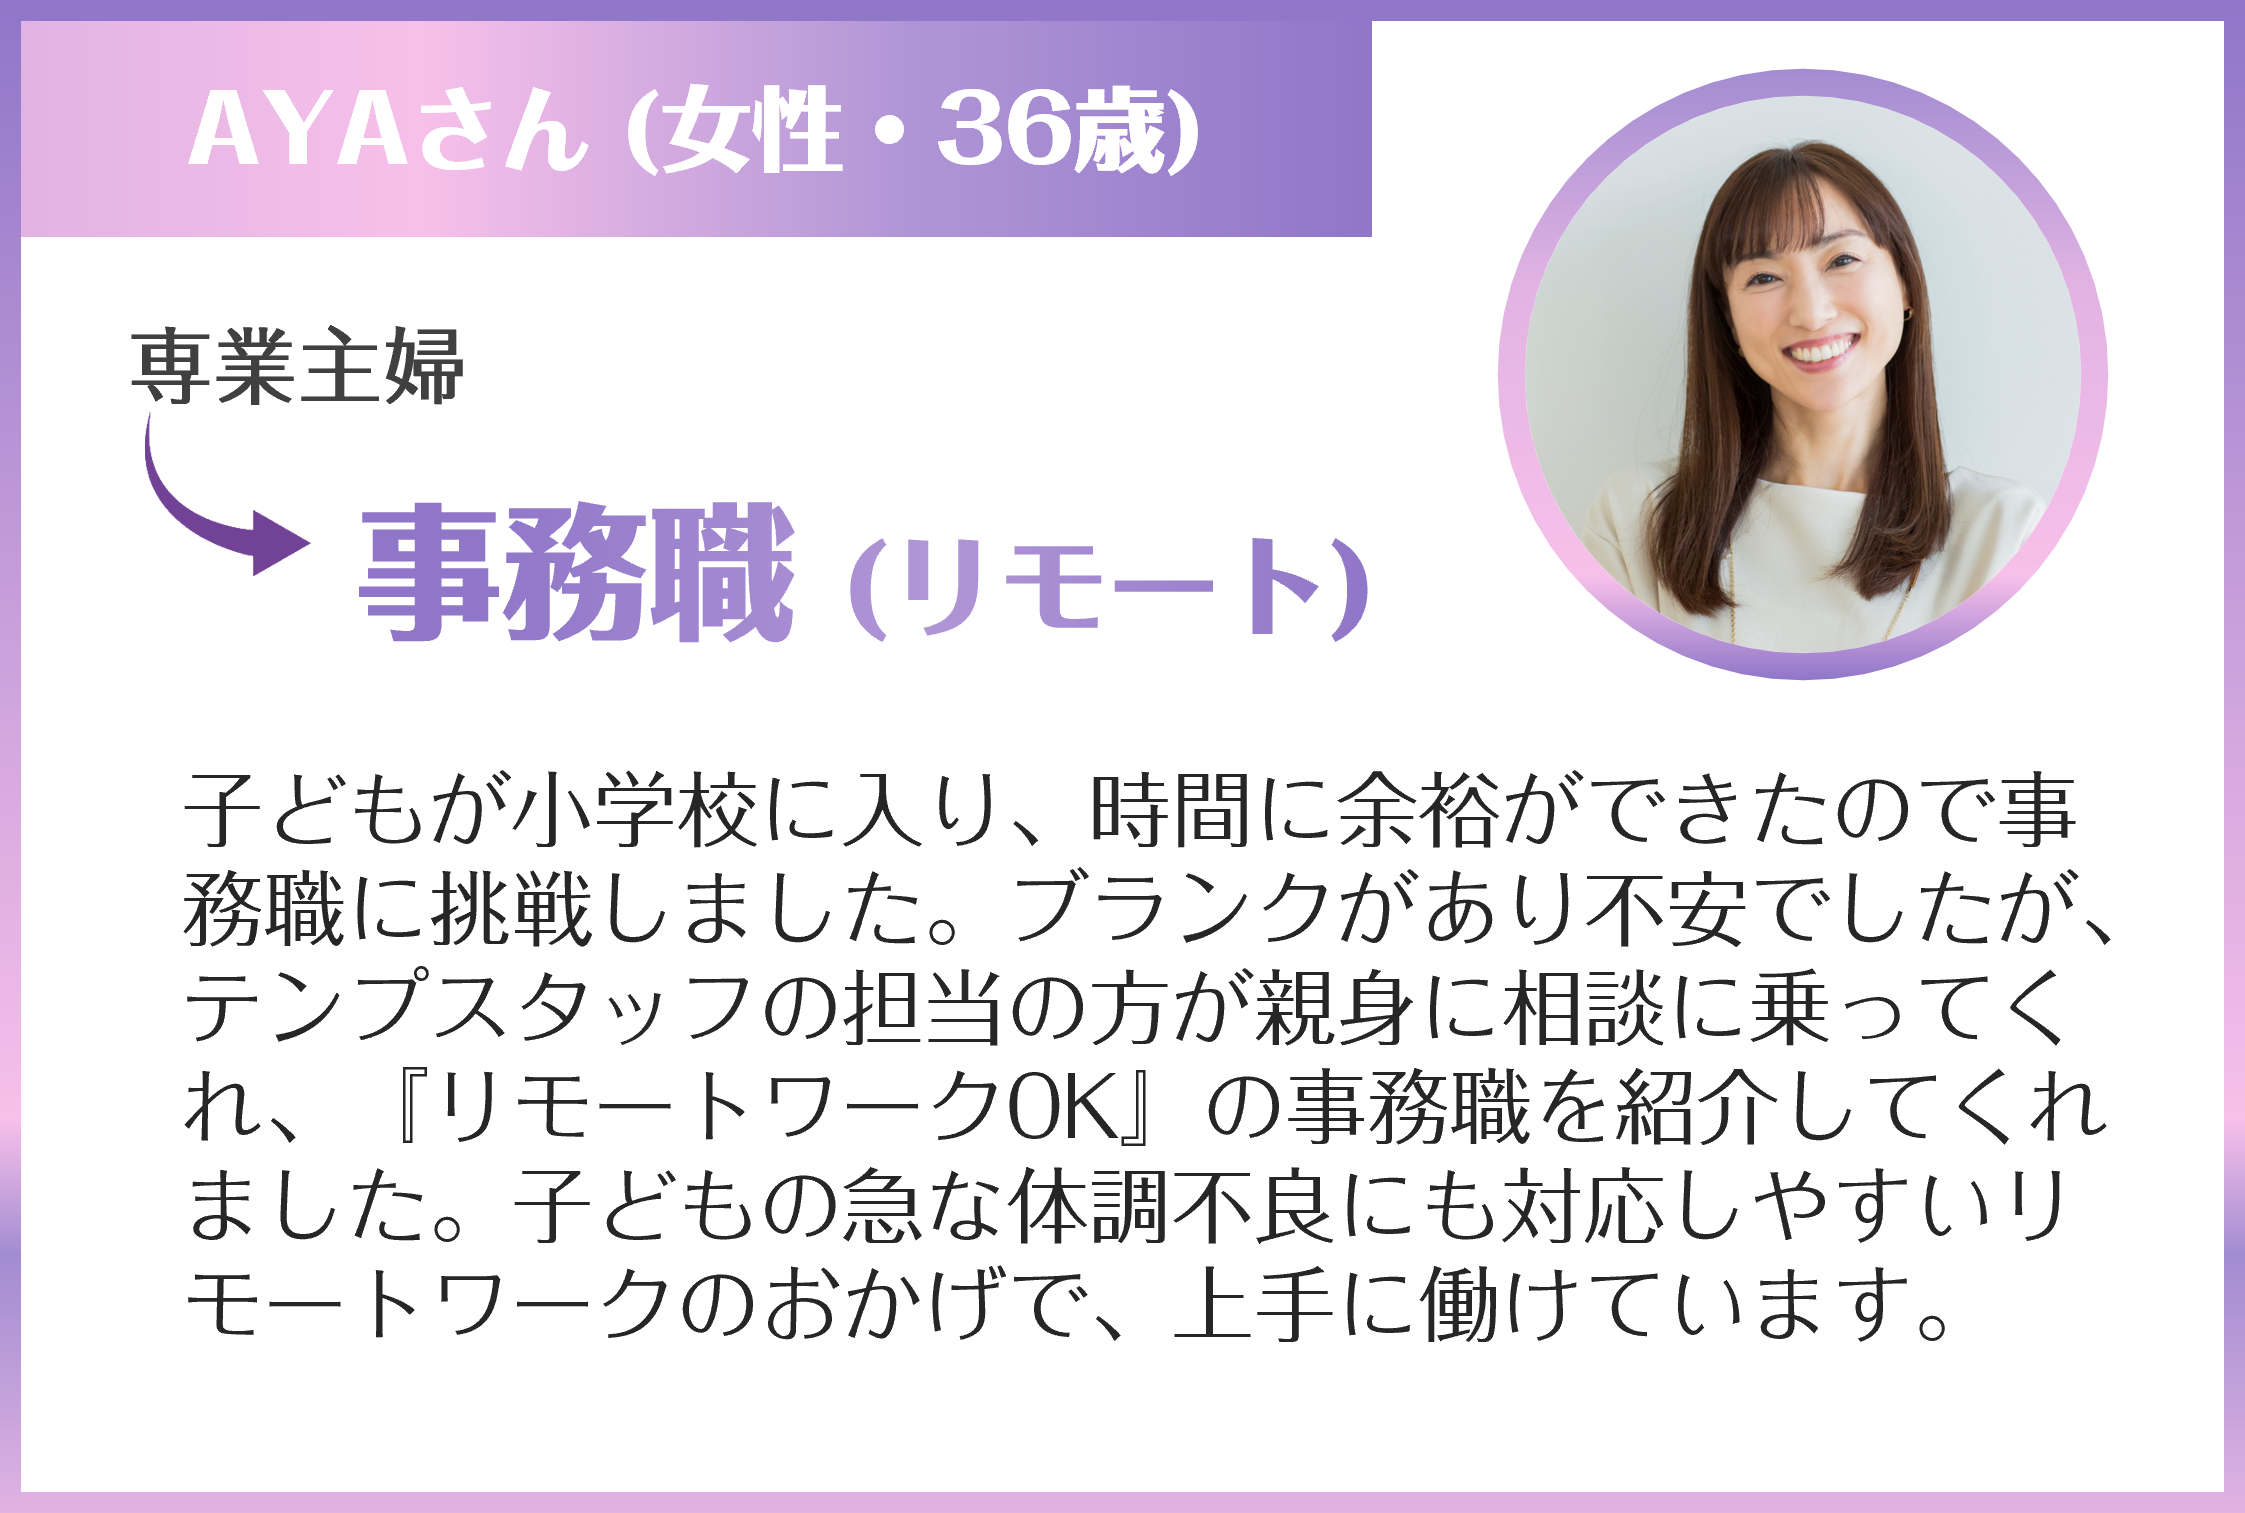 AYAさん (女性・36歳)
専業主婦
事務職 (リモート)
子どもが小学校に入り、時間に余裕ができたので事
務職に挑戦しました。ブランクがあり不安でしたが、
テンプスタッフの担当の方が親身に相談に乗ってく
れ、『リモートワークOK』の事務職を紹介してくれ
ました。子どもの急な体調不良にも対応しやすいリ
モートワークのおかげで、上手に働けています。